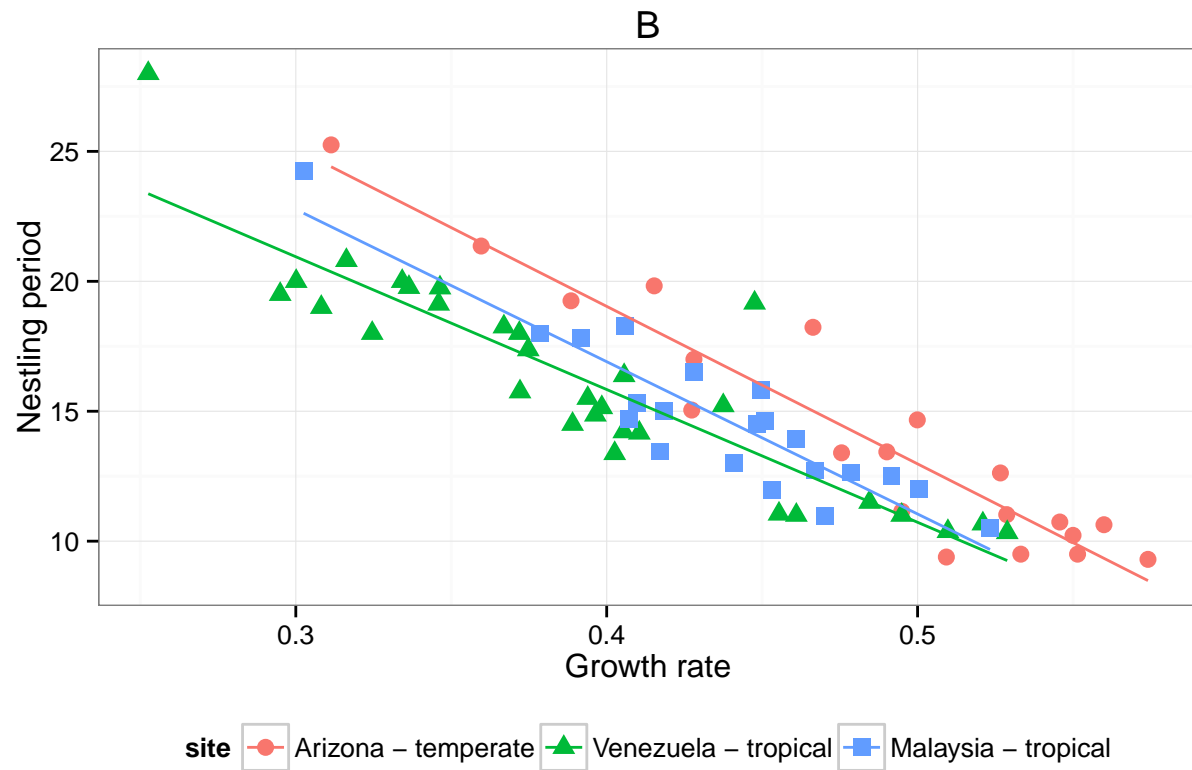 B
Nestling period
25
20
15
10
0.3 0.4 0.5
Growth rate
site Arizona − temperate Venezuela − tropical Malaysia − tropical